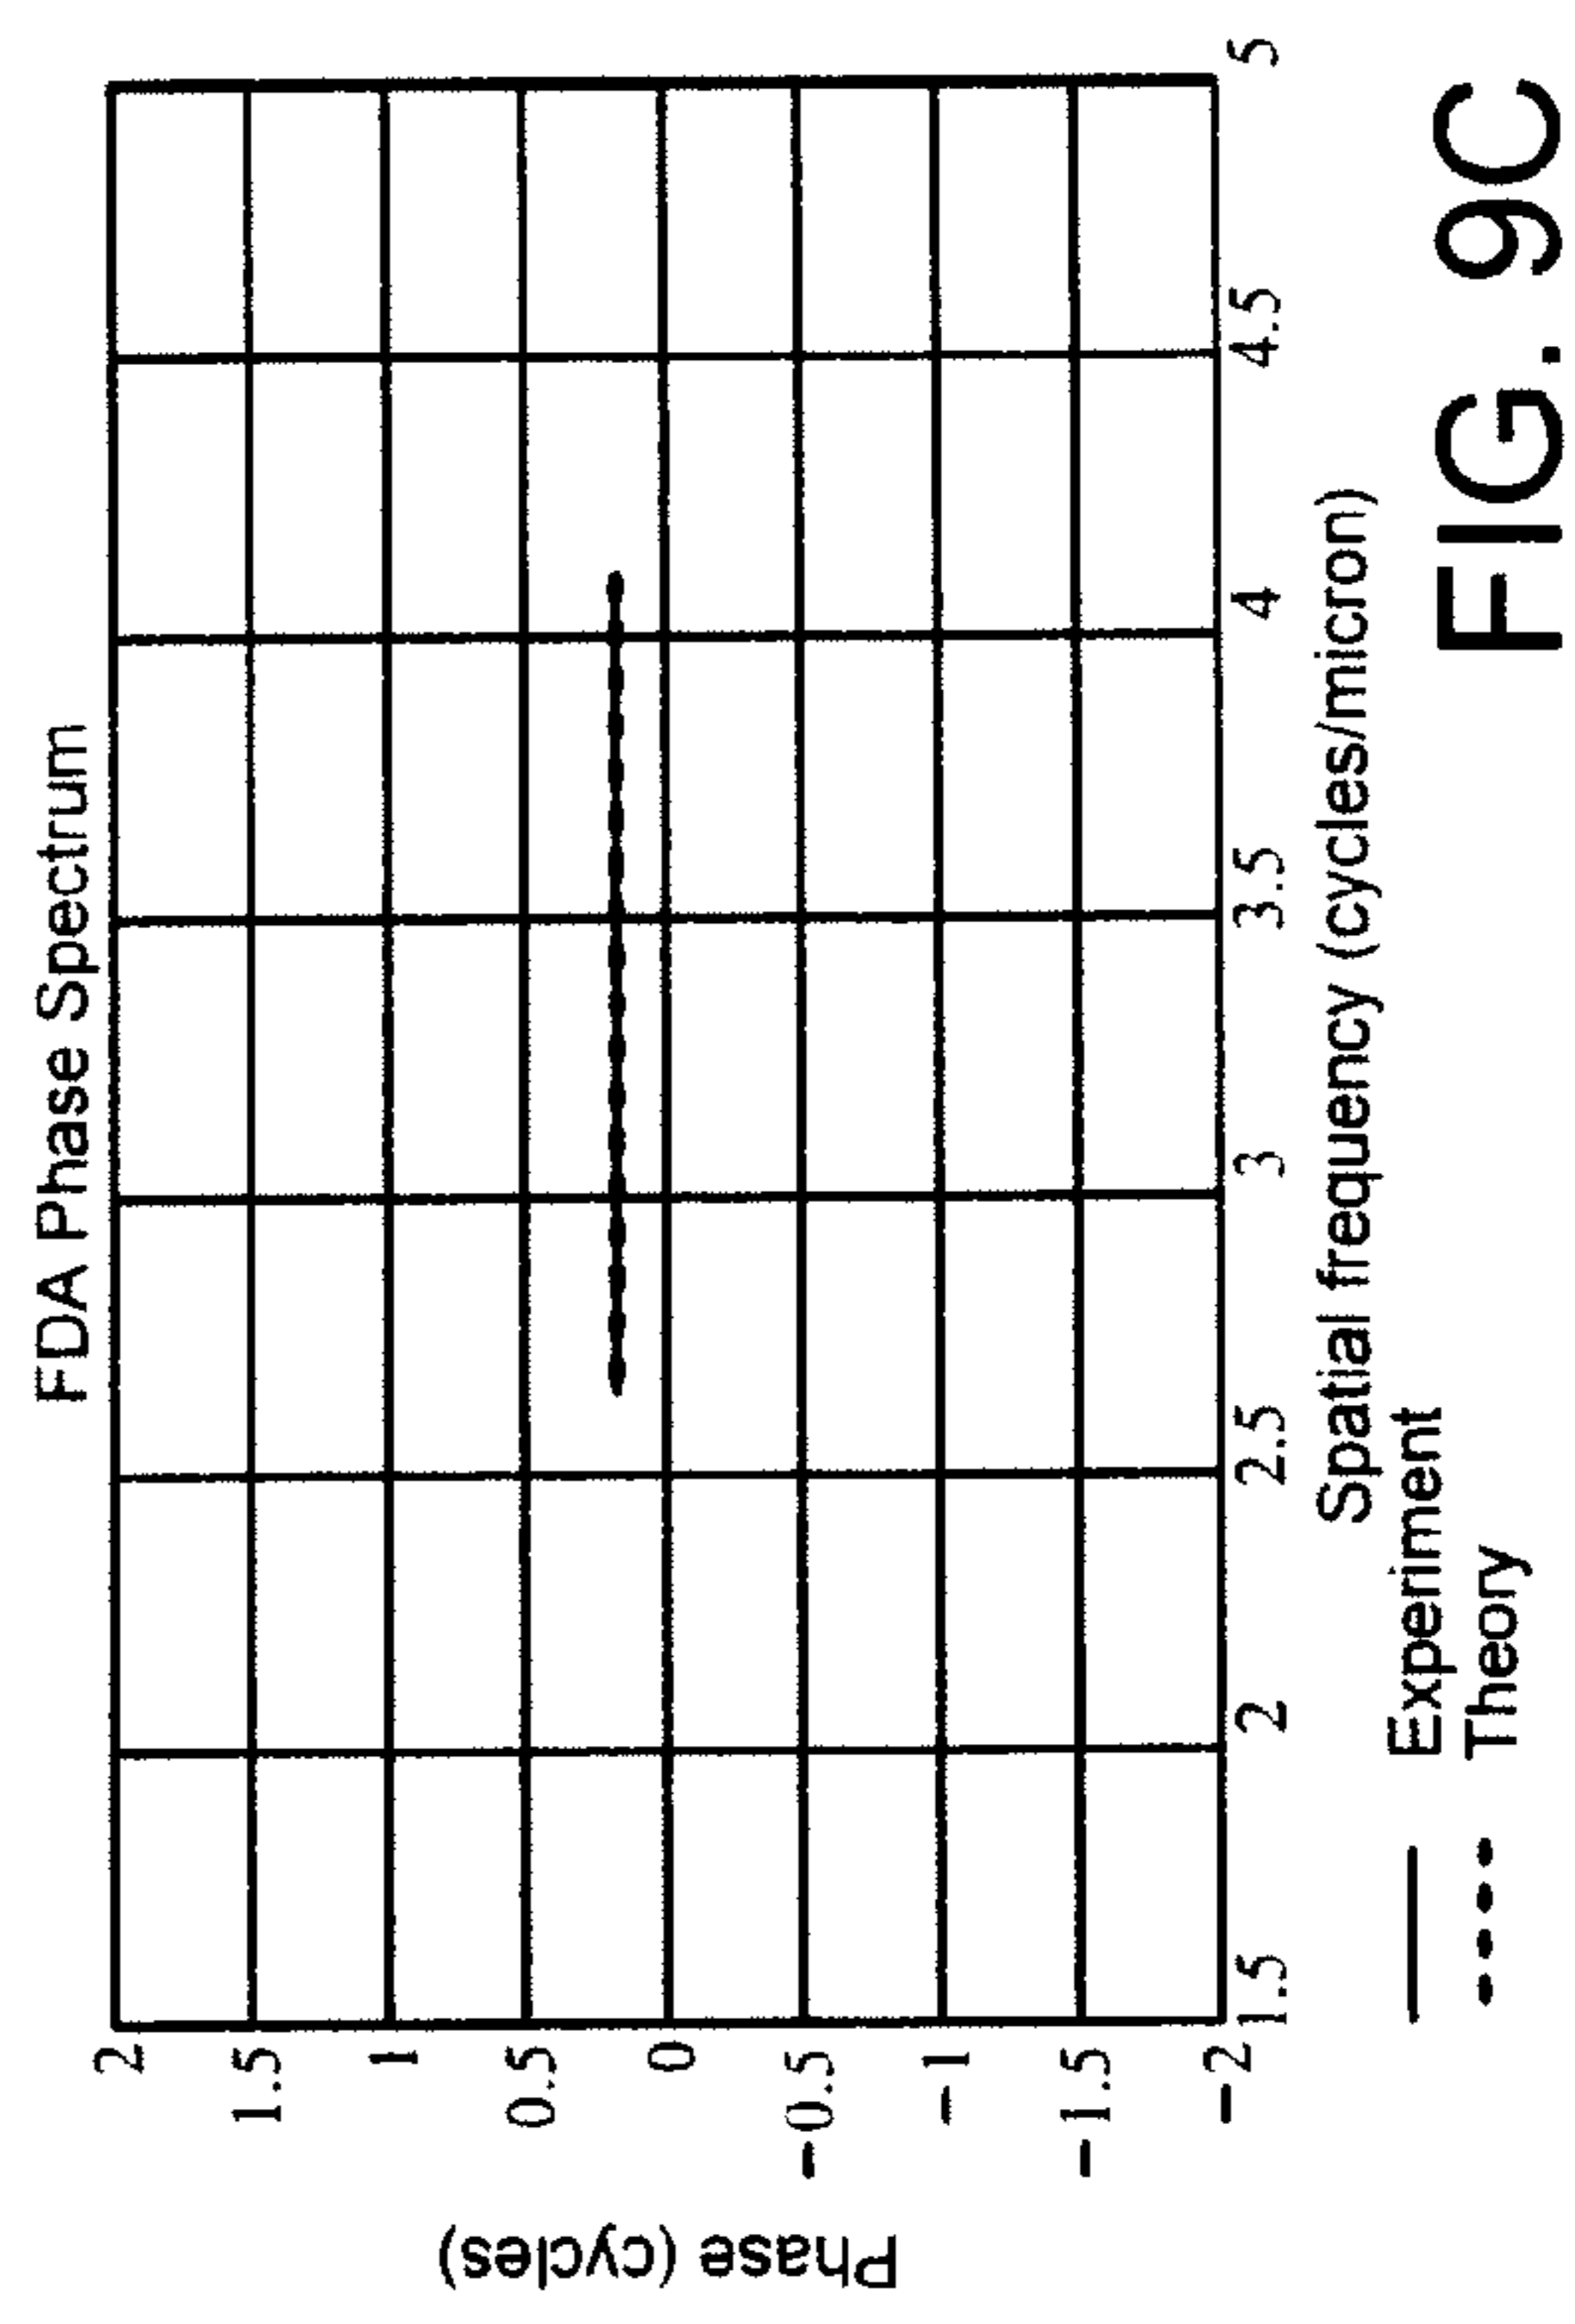 FDA Phase Spectrum
Phase (cycles)
2
1.5
1
0.5
0
-0.5
-1
-1.5
-2
1.5 2 2.5 3 3.5 4 4.5 5
Spatial frequency (cycles/micron)
Experiment
Theory
FIG. 9C